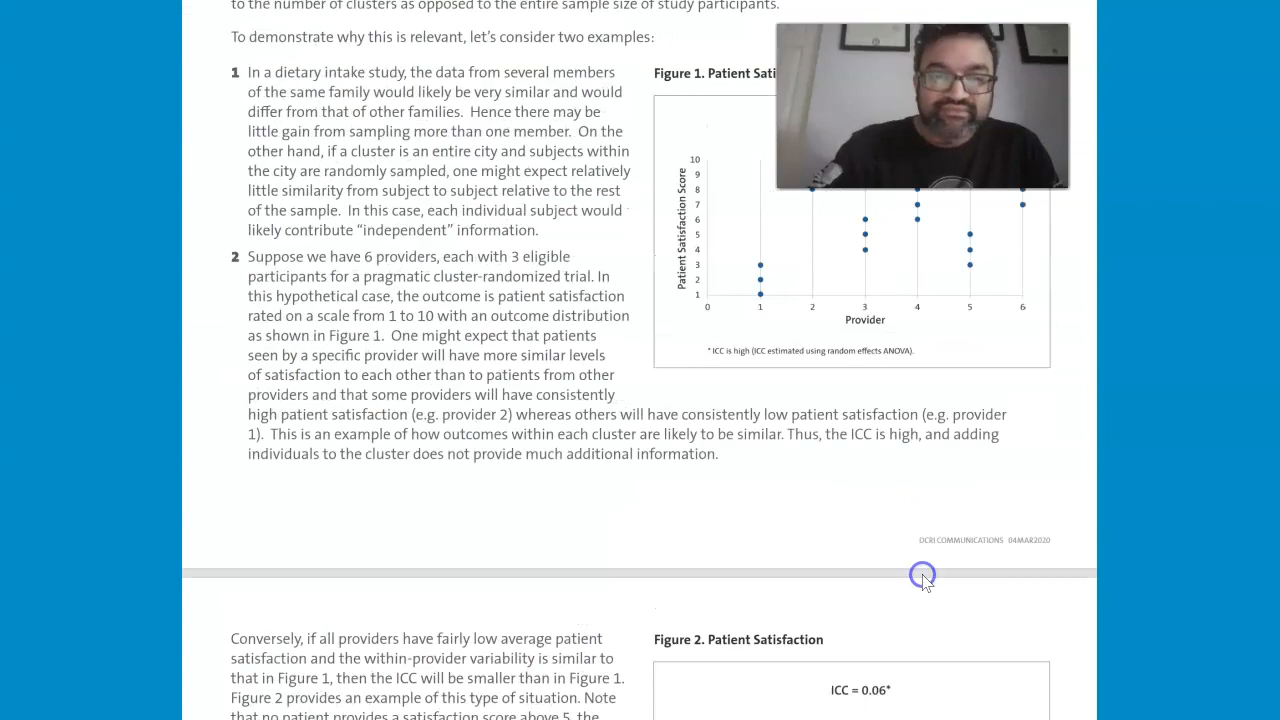 to the number of clusters as opposed to the entire sample size of study participants.
To demonstrate why this is relevant, let's consider two examples:
1 In a dietary intake study, the data from several members
of the same family would likely be very similar and would
differ from that of other families. Hence there may be
little gain from sampling more than one member. On the
other hand, if a cluster is an entire city and subjects within
the city are randomly sampled, one might expect relatively
little similarity from subject to subject relative to the rest
of the sample. In this case, each individual subject would
likely contribute “independent” information.
2 Suppose we have 6 providers, each with 3 eligible
participants for a pragmatic cluster-randomized trial. In
this hypothetical case, the outcome is patient satisfaction
rated on a scale from 1 to 10 with an outcome distribution
as shown in Figure 1. One might expect that patients
seen by a specific provider will have more similar levels
of satisfaction to each other than to patients from other
providers and that some providers will have consistently
high patient satisfaction (e.g. provider 2) whereas others will have consistently low patient satisfaction (e.g. provider
1). This is an example of how outcomes within each cluster are likely to be similar. Thus, the ICC is high, and adding
individuals to the cluster does not provide much additional information.
Figure 1. Patient Sati
Patient Satisfaction Score
10
9
8
7
6
5
4
3
2
1
0 1 2 3 4 5 6
Provider
* ICC is high (ICC estimated using random effects ANOVA).
DCRI COMMUNICATIONS 04MAR2020
Conversely, if all providers have fairly low average patient
satisfaction and the within-provider variability is similar to
that in Figure 1, then the ICC will be smaller than in Figure 1.
Figure 2 provides an example of this type of situation. Note
that no patient provides a satisfaction score above 5, the
Figure 2. Patient Satisfaction
ICC = 0.06*